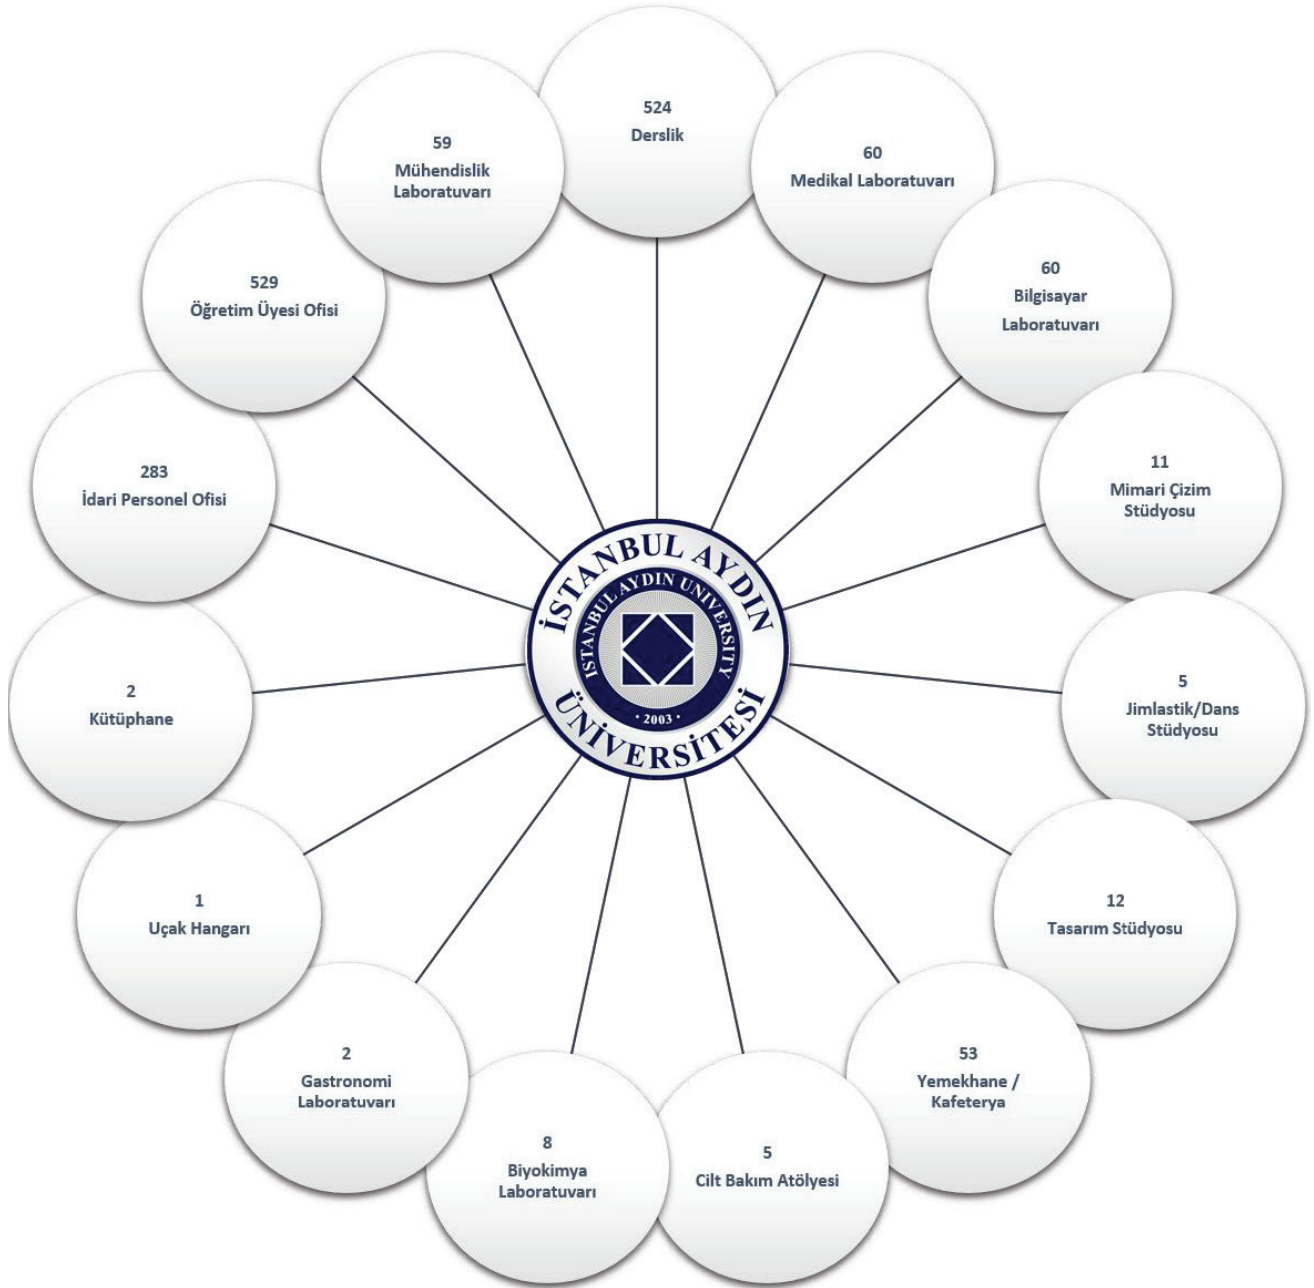 524
Derslik
60
Medikal Laboratuvarı
60
Bilgisayar
Laboratuvarı
11
Mimari Çizim
Stüdyosu
5
Jimlastik/Dans
Stüdyosu
12
Tasarım Stüdyosu
53
Yemekhane /
Kafeterya
5
Cilt Bakım Atölyesi
8
Biyokimya
Laboratuvarı
2
Gastronomi
Laboratuvarı
1
Uçak Hangarı
2
Kütüphane
283
İdari Personel Ofisi
529
Öğretim Üyesi Ofisi
59
Mühendislik
Laboratuvarı
İSTANBUL AYDIN
ÜNİVERSİTESİ
ISTANBUL AYDIN UNIVERSITY
· 2003 ·